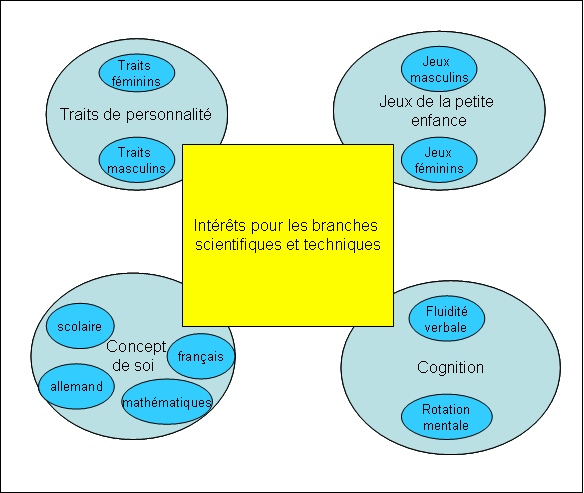 Traits
féminins
Traits de personnalité
Traits
masculins
Jeux
masculins
Jeux de la petite
enfance
Jeux
féminins
Intérêts pour les branches
scientifiques et techniques
scolaire
Concept
de soi
français
allemand
mathématiques
Fluidité
verbale
Cognition
Rotation
mentale